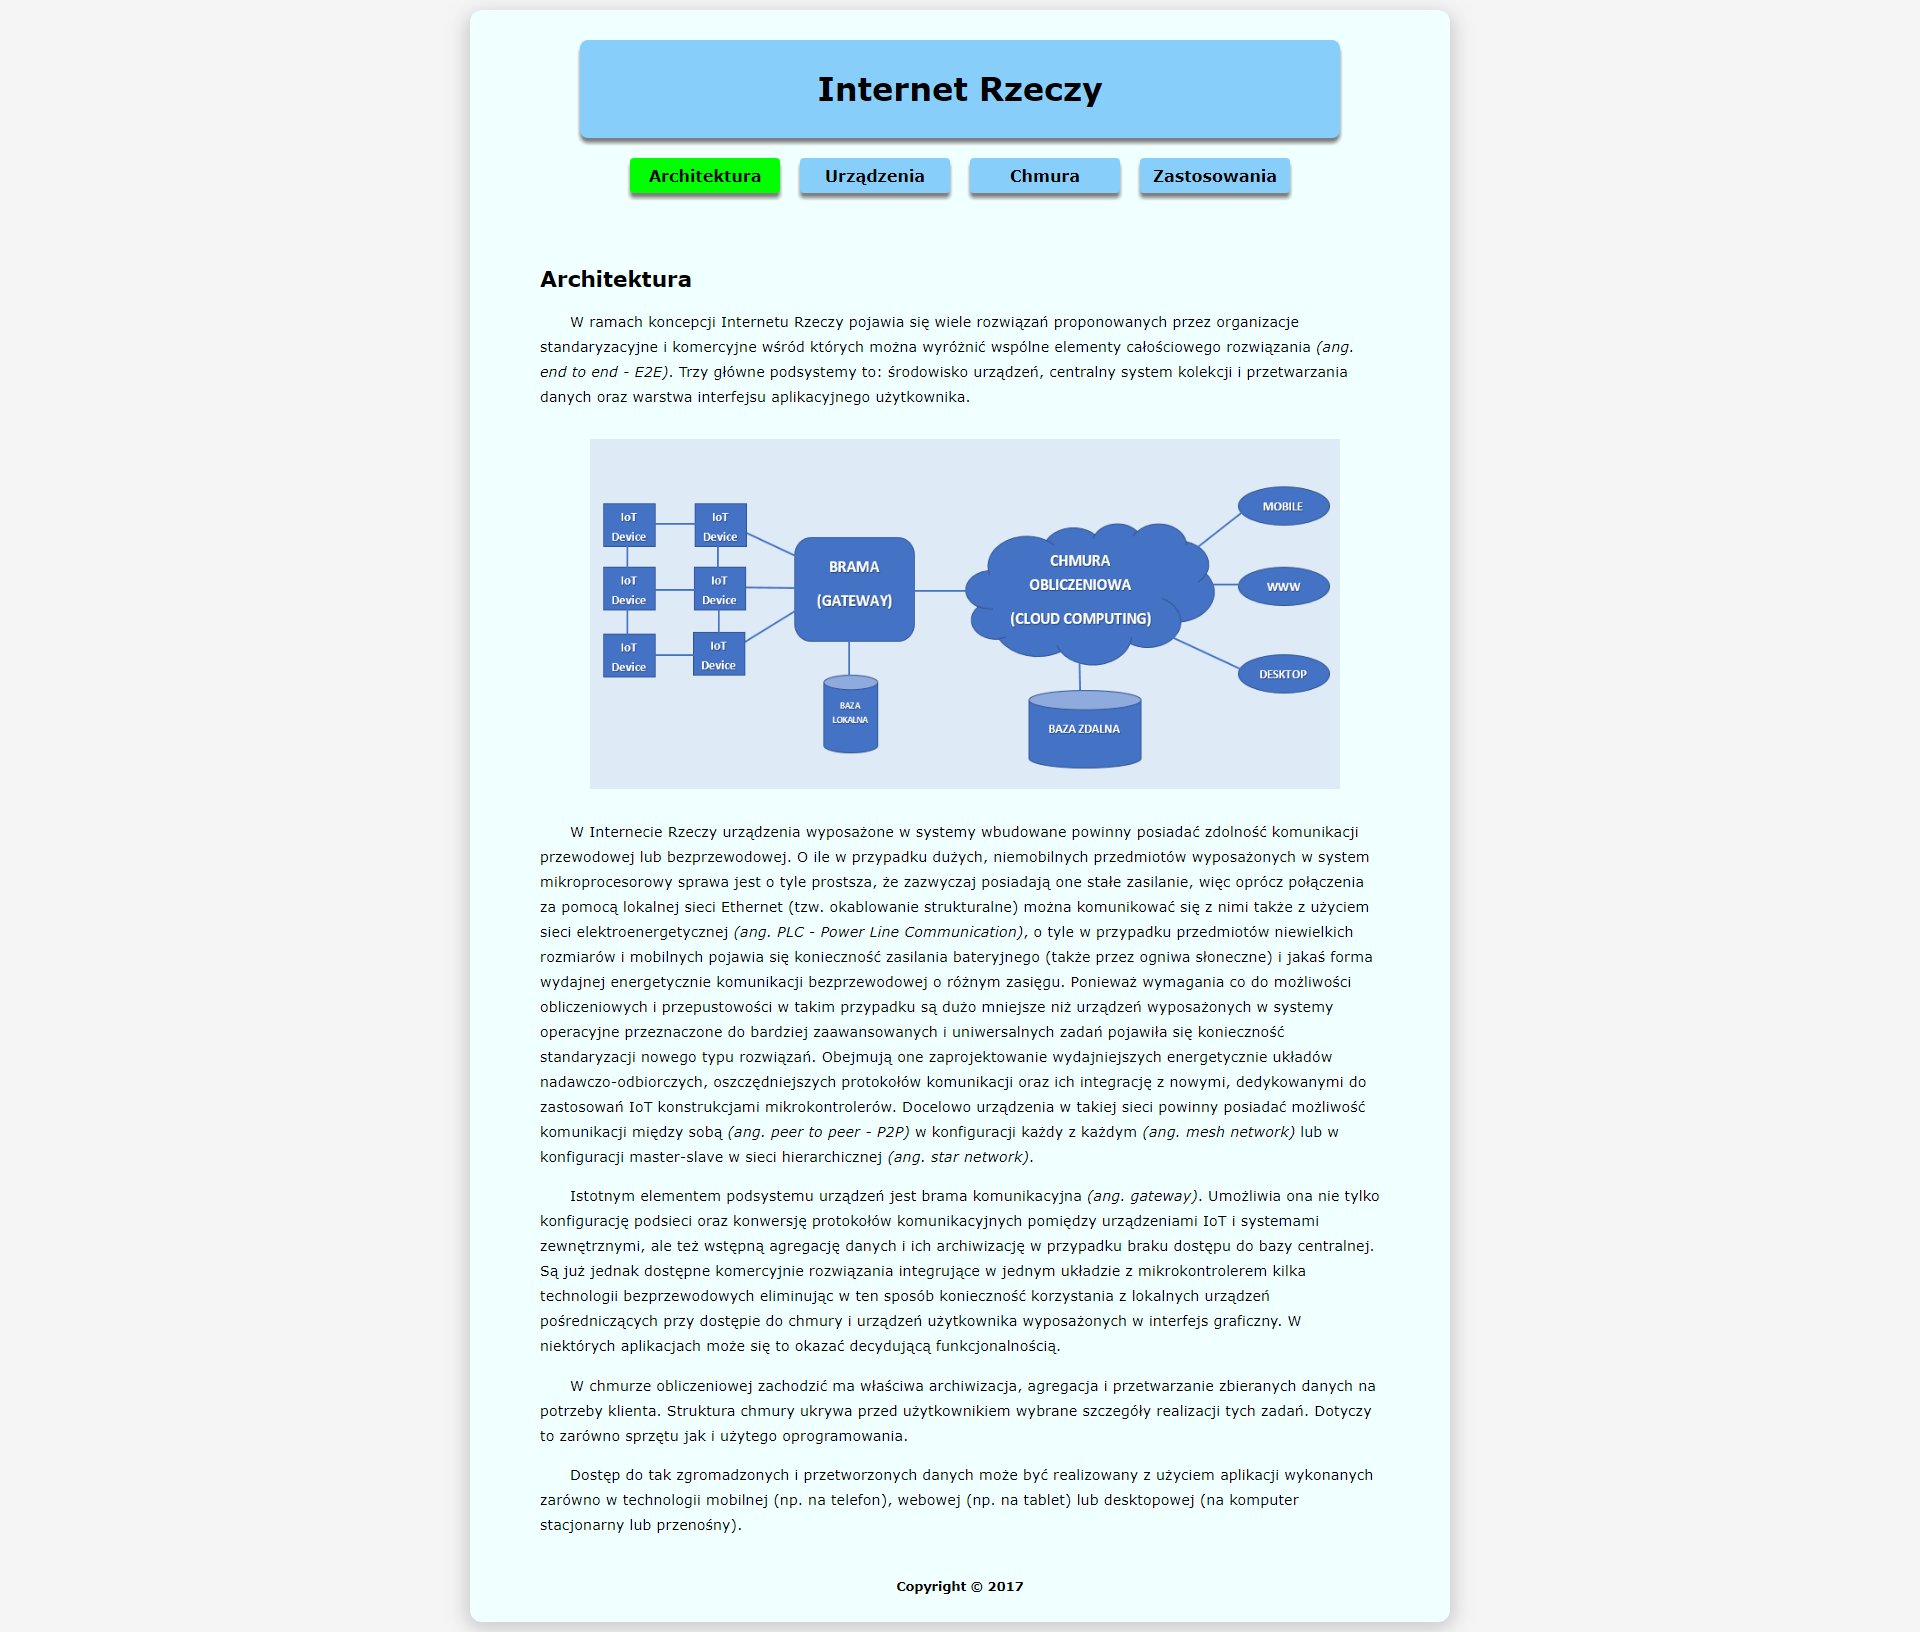 Internet Rzeczy
Architektura
Urządzenia
Chmura
Zastosowania
Architektura
W ramach koncepcji Internetu Rzeczy pojawia się wiele rozwiązań proponowanych przez organizacje
standaryzacyjne i komercyjne wśród których można wyróżnić wspólne elementy całościowego rozwiązania (ang.
end to end - E2E). Trzy główne podsystemy to: środowisko urządzeń, centralny system kolekcji i przetwarzania
danych oraz warstwa interfejsu aplikacyjnego użytkownika.
IoT
Device
IoT
Device
IoT
Device
IoT
Device
IoT
Device
IoT
Device
BRAMA
(GATEWAY)
BAZA
LOKALNA
CHMURA
OBLICZENIOWA
(CLOUD COMPUTING)
BAZA ZDALNA
MOBILE
WWW
DESKTOP
W Internecie Rzeczy urządzenia wyposażone w systemy wbudowane powinny posiadać zdolność komunikacji
przewodowej lub bezprzewodowej. O ile w przypadku dużych, niemobilnych przedmiotów wyposażonych w system
mikroprocesorowy sprawa jest o tyle prostsza, że zazwyczaj posiadają one stałe zasilanie, więc oprócz połączenia
za pomocą lokalnej sieci Ethernet (tzw. okablowanie strukturalne) można komunikować się z nimi także z użyciem
sieci elektroenergetycznej (ang. PLC - Power Line Communication), o tyle w przypadku przedmiotów niewielkich
rozmiarów i mobilnych pojawia się konieczność zasilania bateryjnego (także przez ogniwa słoneczne) i jakaś forma
wydajnej energetycznie komunikacji bezprzewodowej o różnym zasięgu. Ponieważ wymagania co do możliwości
obliczeniowych i przepustowości w takim przypadku są dużo mniejsze niż urządzeń wyposażonych w systemy
operacyjne przeznaczone do bardziej zaawansowanych i uniwersalnych zadań pojawiła się konieczność
standaryzacji nowego typu rozwiązań. Obejmują one zaprojektowanie wydajniejszych energetycznie układów
nadawczo-odbiorczych, oszczędniejszych protokołów komunikacji oraz ich integrację z nowymi, dedykowanymi do
zastosowań IoT konstrukcjami mikrokontrolerów. Docelowo urządzenia w takiej sieci powinny posiadać możliwość
komunikacji między sobą (ang. peer to peer - P2P) w konfiguracji każdy z każdym (ang. mesh network) lub w
konfiguracji master-slave w sieci hierarchicznej (ang. star network).
Istotnym elementem podsystemu urządzeń jest brama komunikacyjna (ang. gateway). Umożliwia ona nie tylko
konfigurację podsieci oraz konwersję protokołów komunikacyjnych pomiędzy urządzeniami IoT i systemami
zewnętrznymi, ale też wstępną agregację danych i ich archiwizację w przypadku braku dostępu do bazy centralnej.
Są już jednak dostępne komercyjnie rozwiązania integrujące w jednym układzie z mikrokontrolerem kilka
technologii bezprzewodowych eliminując w ten sposób konieczność korzystania z lokalnych urządzeń
pośredniczących przy dostępie do chmury i urządzeń użytkownika wyposażonych w interfejs graficzny. W
niektórych aplikacjach może się to okazać decydującą funkcjonalnością.
W chmurze obliczeniowej zachodzić ma właściwa archiwizacja, agregacja i przetwarzanie zbieranych danych na
potrzeby klienta. Struktura chmury ukrywa przed użytkownikiem wybrane szczegóły realizacji tych zadań. Dotyczy
to zarówno sprzętu jak i użytego oprogramowania.
Dostęp do tak zgromadzonych i przetworzonych danych może być realizowany z użyciem aplikacji wykonanych
zarówno w technologii mobilnej (np. na telefon), webowej (np. na tablet) lub desktopowej (na komputer
stacjonarny lub przenośny).
Copyright © 2017